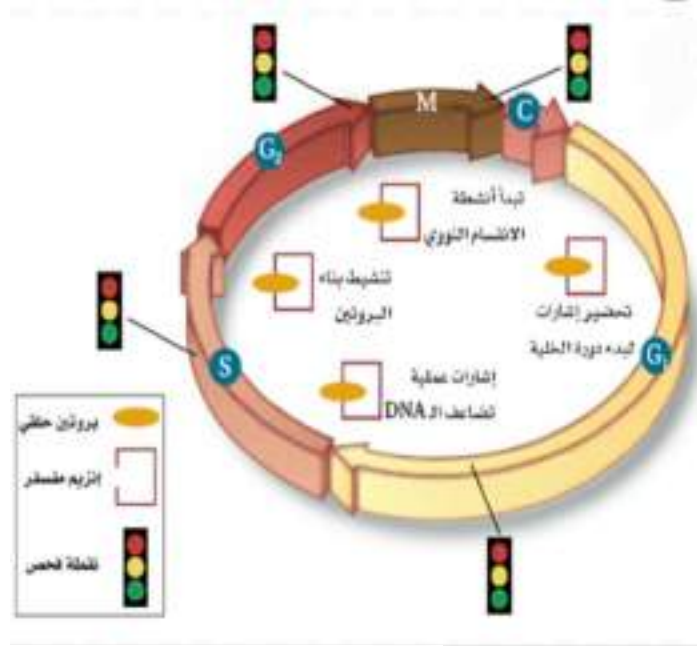 M
C
G₂
تبدأ أنشطة
الانقسام النووي
تنشيط بناء
البروتين
تحضير إشارات
لبدء دورة الخلية
G₁
S
إشارات عملية
تضاعف الـ DNA
بروتين حلقي
إنزيم مفسفر
نقطة فحص